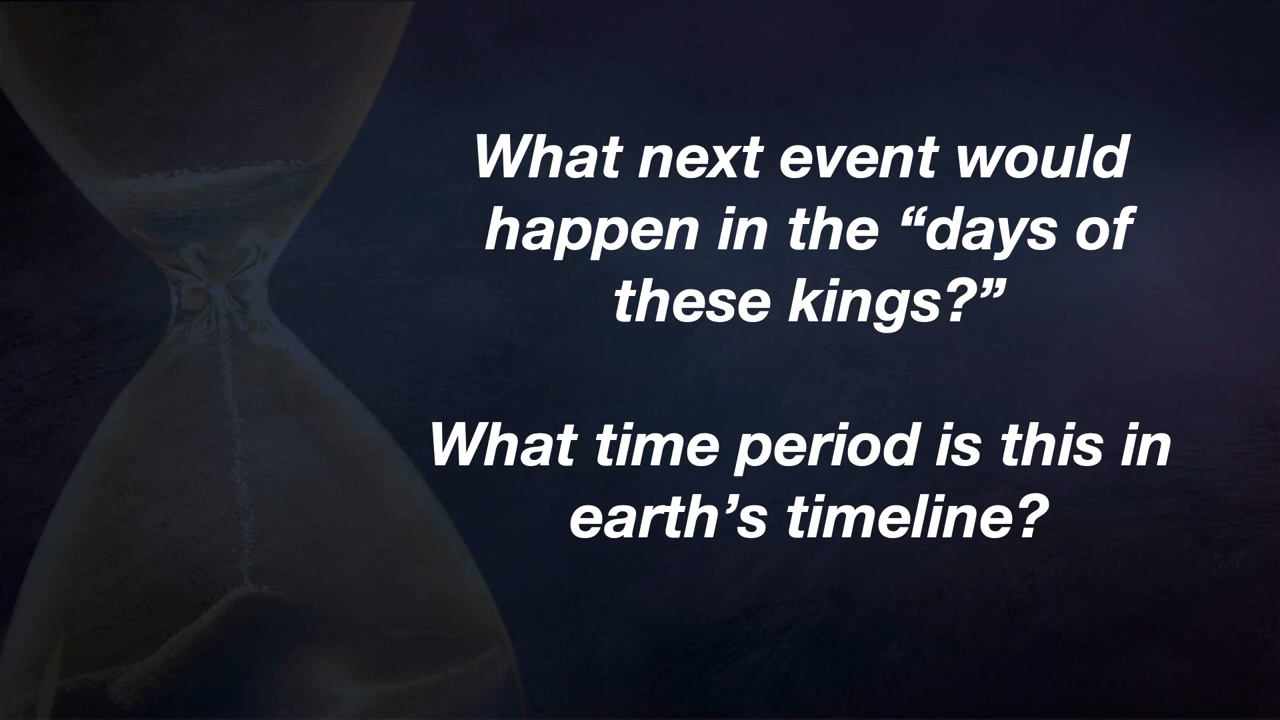 What next event would
happen in the “days of
these kings?”
What time period is this in
earth’s timeline?